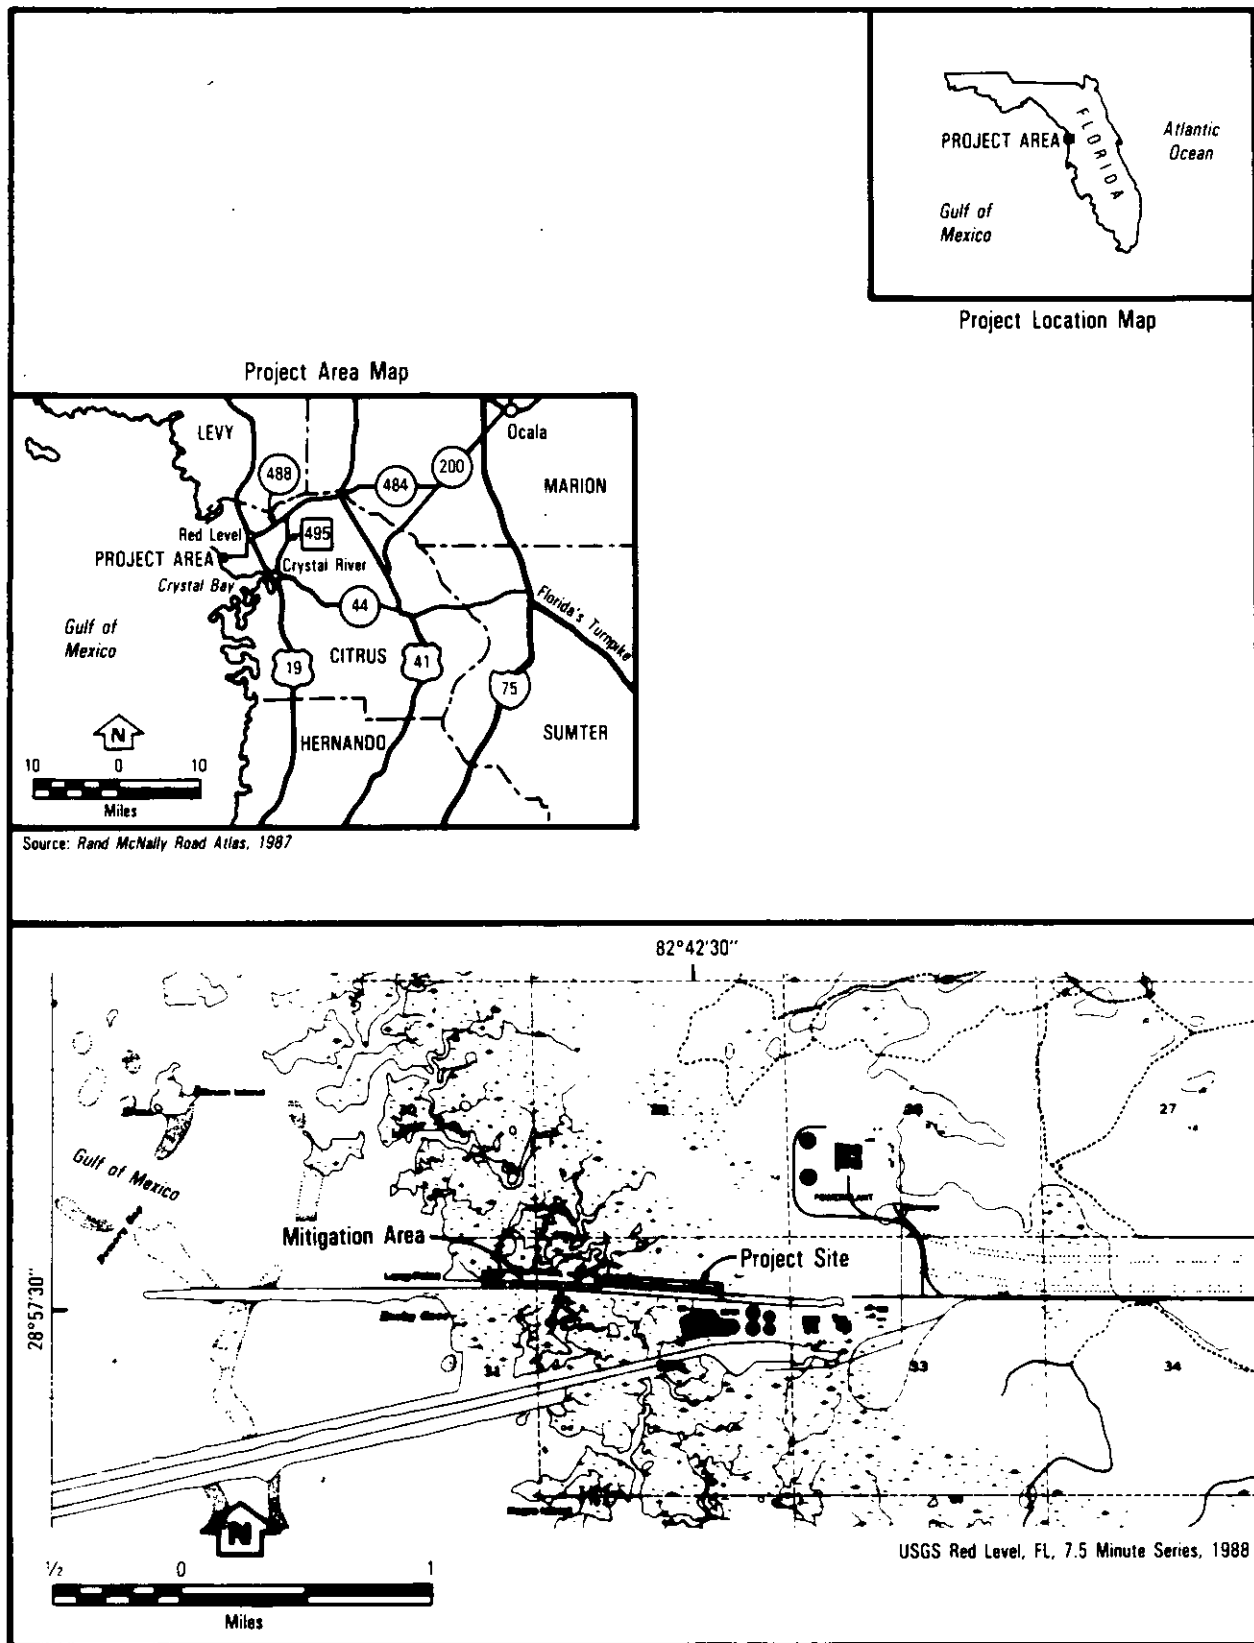 FLORIDA
PROJECT AREA
Atlantic
Ocean
Gulf of
Mexico
Project Location Map
Project Area Map
LEVY
Ocala
488
200
484
MARION
Red Level
495
PROJECT AREA
Crystal River
Crystal Bay
44
Florida's Turnpike
Gulf of
Mexico
CITRUS
19
41
75
N
HERNANDO
SUMTER
10 0 10
Miles
Source: Rand McNally Road Atlas, 1987
82°42'30"
27
Gulf of Mexico
POWER PLANT
Mitigation Area
Project Site
28°57'30"
31
33
34
N
USGS Red Level, FL, 7.5 Minute Series, 1988
1/2 0 1
Miles